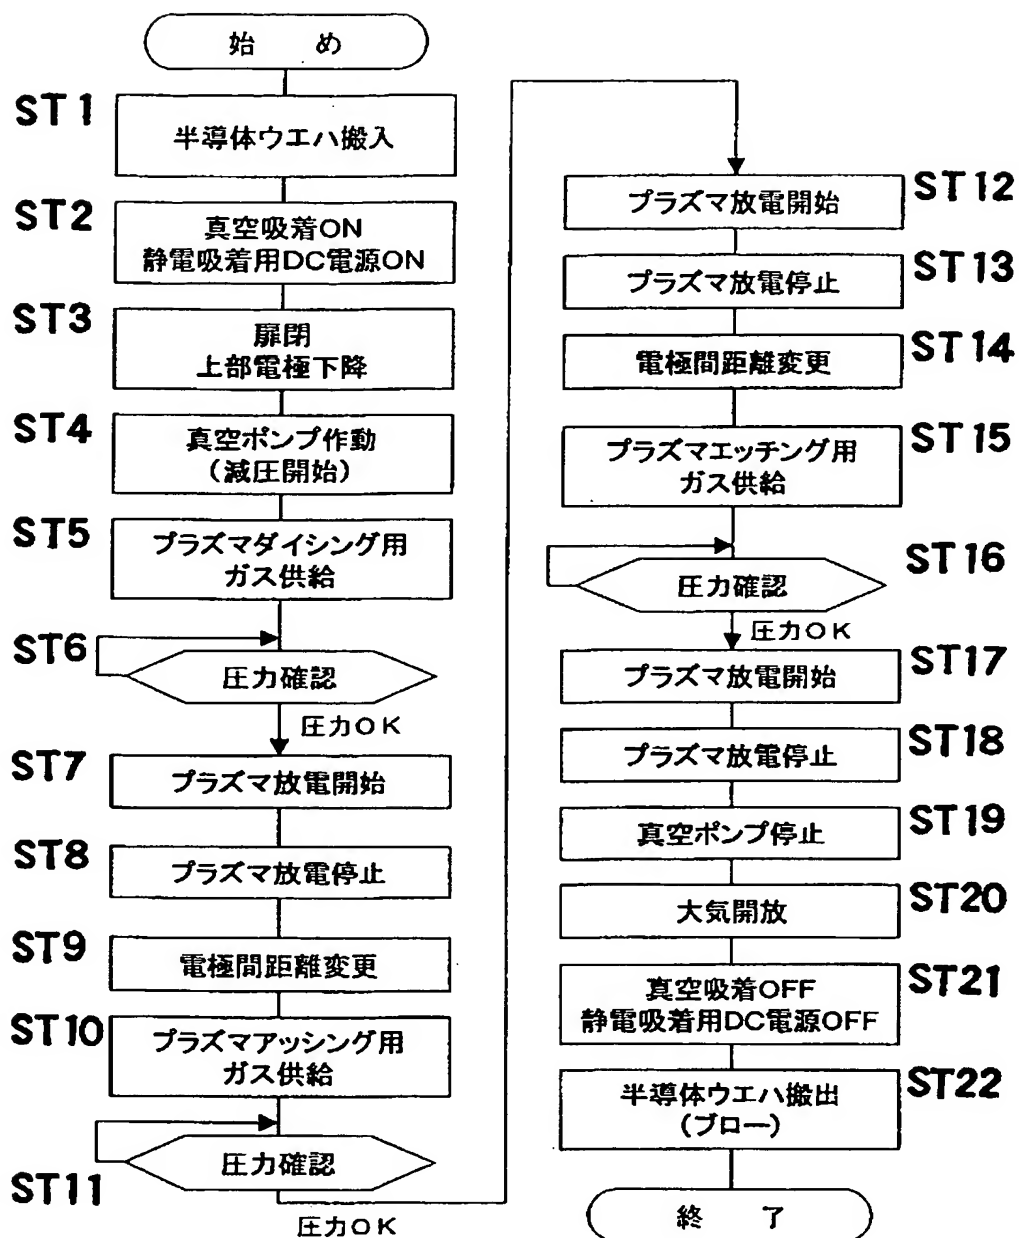 始 め
ST1
半導体ウエハ搬入
ST2
真空吸着ON
静電吸着用DC電源ON
ST3
扉閉
上部電極下降
ST4
真空ポンプ作動
(減圧開始)
ST5
プラズマダイシング用
ガス供給
ST6
圧力確認
圧力OK
ST7
プラズマ放電開始
ST8
プラズマ放電停止
ST9
電極間距離変更
ST10
プラズマアッシング用
ガス供給
ST11
圧力確認
圧力OK
ST12
プラズマ放電開始
ST13
プラズマ放電停止
ST14
電極間距離変更
ST15
プラズマエッチング用
ガス供給
ST16
圧力確認
圧力OK
ST17
プラズマ放電開始
ST18
プラズマ放電停止
ST19
真空ポンプ停止
ST20
大気開放
ST21
真空吸着OFF
静電吸着用DC電源OFF
ST22
半導体ウエハ搬出
(ブロー)
終 了